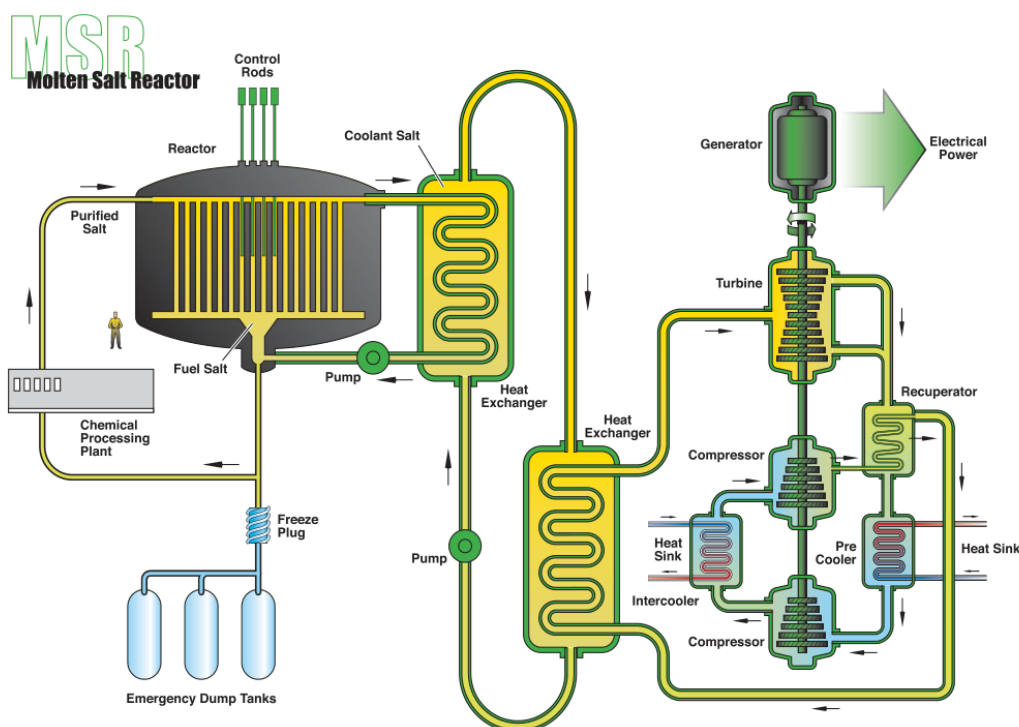 MSR
Molten Salt Reactor
Control
Rods
Reactor
Coolant Salt
Generator
Electrical
Power
Purified
Salt
Turbine
Fuel Salt
Pump
Heat
Exchanger
Recuperator
Chemical
Processing
Plant
Heat
Exchanger
Compressor
Freeze
Plug
Pump
Heat
Sink
Pre
Cooler
Heat Sink
Intercooler
Compressor
Emergency Dump Tanks